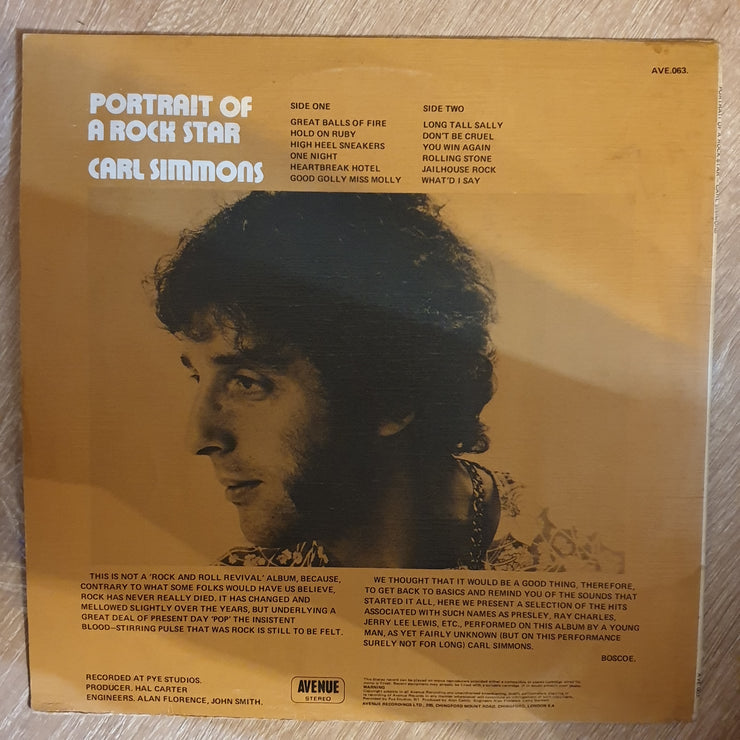 AVE.063.
PORTRAIT OF
A ROCK STAR
CARL SIMMONS
SIDE ONE
GREAT BALLS OF FIRE
HOLD ON RUBY
HIGH HEEL SNEAKERS
ONE NIGHT
HEARTBREAK HOTEL
GOOD GOLLY MISS MOLLY
SIDE TWO
LONG TALL SALLY
DON'T BE CRUEL
YOU WIN AGAIN
ROLLING STONE
JAILHOUSE ROCK
WHAT'D I SAY
THIS IS NOT A 'ROCK AND ROLL REVIVAL' ALBUM, BECAUSE,
CONTRARY TO WHAT SOME FOLKS WOULD HAVE US BELIEVE,
ROCK HAS NEVER REALLY DIED. IT HAS CHANGED AND
MELLOWED SLIGHTLY OVER THE YEARS, BUT UNDERLYING A
GREAT DEAL OF PRESENT DAY 'POP' THE INSISTENT
BLOOD—STIRRING PULSE THAT WAS ROCK IS STILL TO BE FELT.
WE THOUGHT THAT IT WOULD BE A GOOD THING, THEREFORE,
TO GET BACK TO BASICS AND REMIND YOU OF THE SOUNDS THAT
STARTED IT ALL, HERE WE PRESENT A SELECTION OF THE HITS
ASSOCIATED WITH SUCH NAMES AS PRESLEY, RAY CHARLES,
JERRY LEE LEWIS, ETC., PERFORMED ON THIS ALBUM BY A YOUNG
MAN, AS YET FAIRLY UNKNOWN (BUT ON THIS PERFORMANCE
SURELY NOT FOR LONG) CARL SIMMONS.
BOSCOE.
RECORDED AT PYE STUDIOS.
PRODUCER. HAL CARTER
ENGINEERS. ALAN FLORENCE, JOHN SMITH.
AVENUE
STEREO
WARNING
AVENUE RECORDINGS LTD., CHINGFORD MOUNT ROAD, CHINGFORD, LONDON E.4